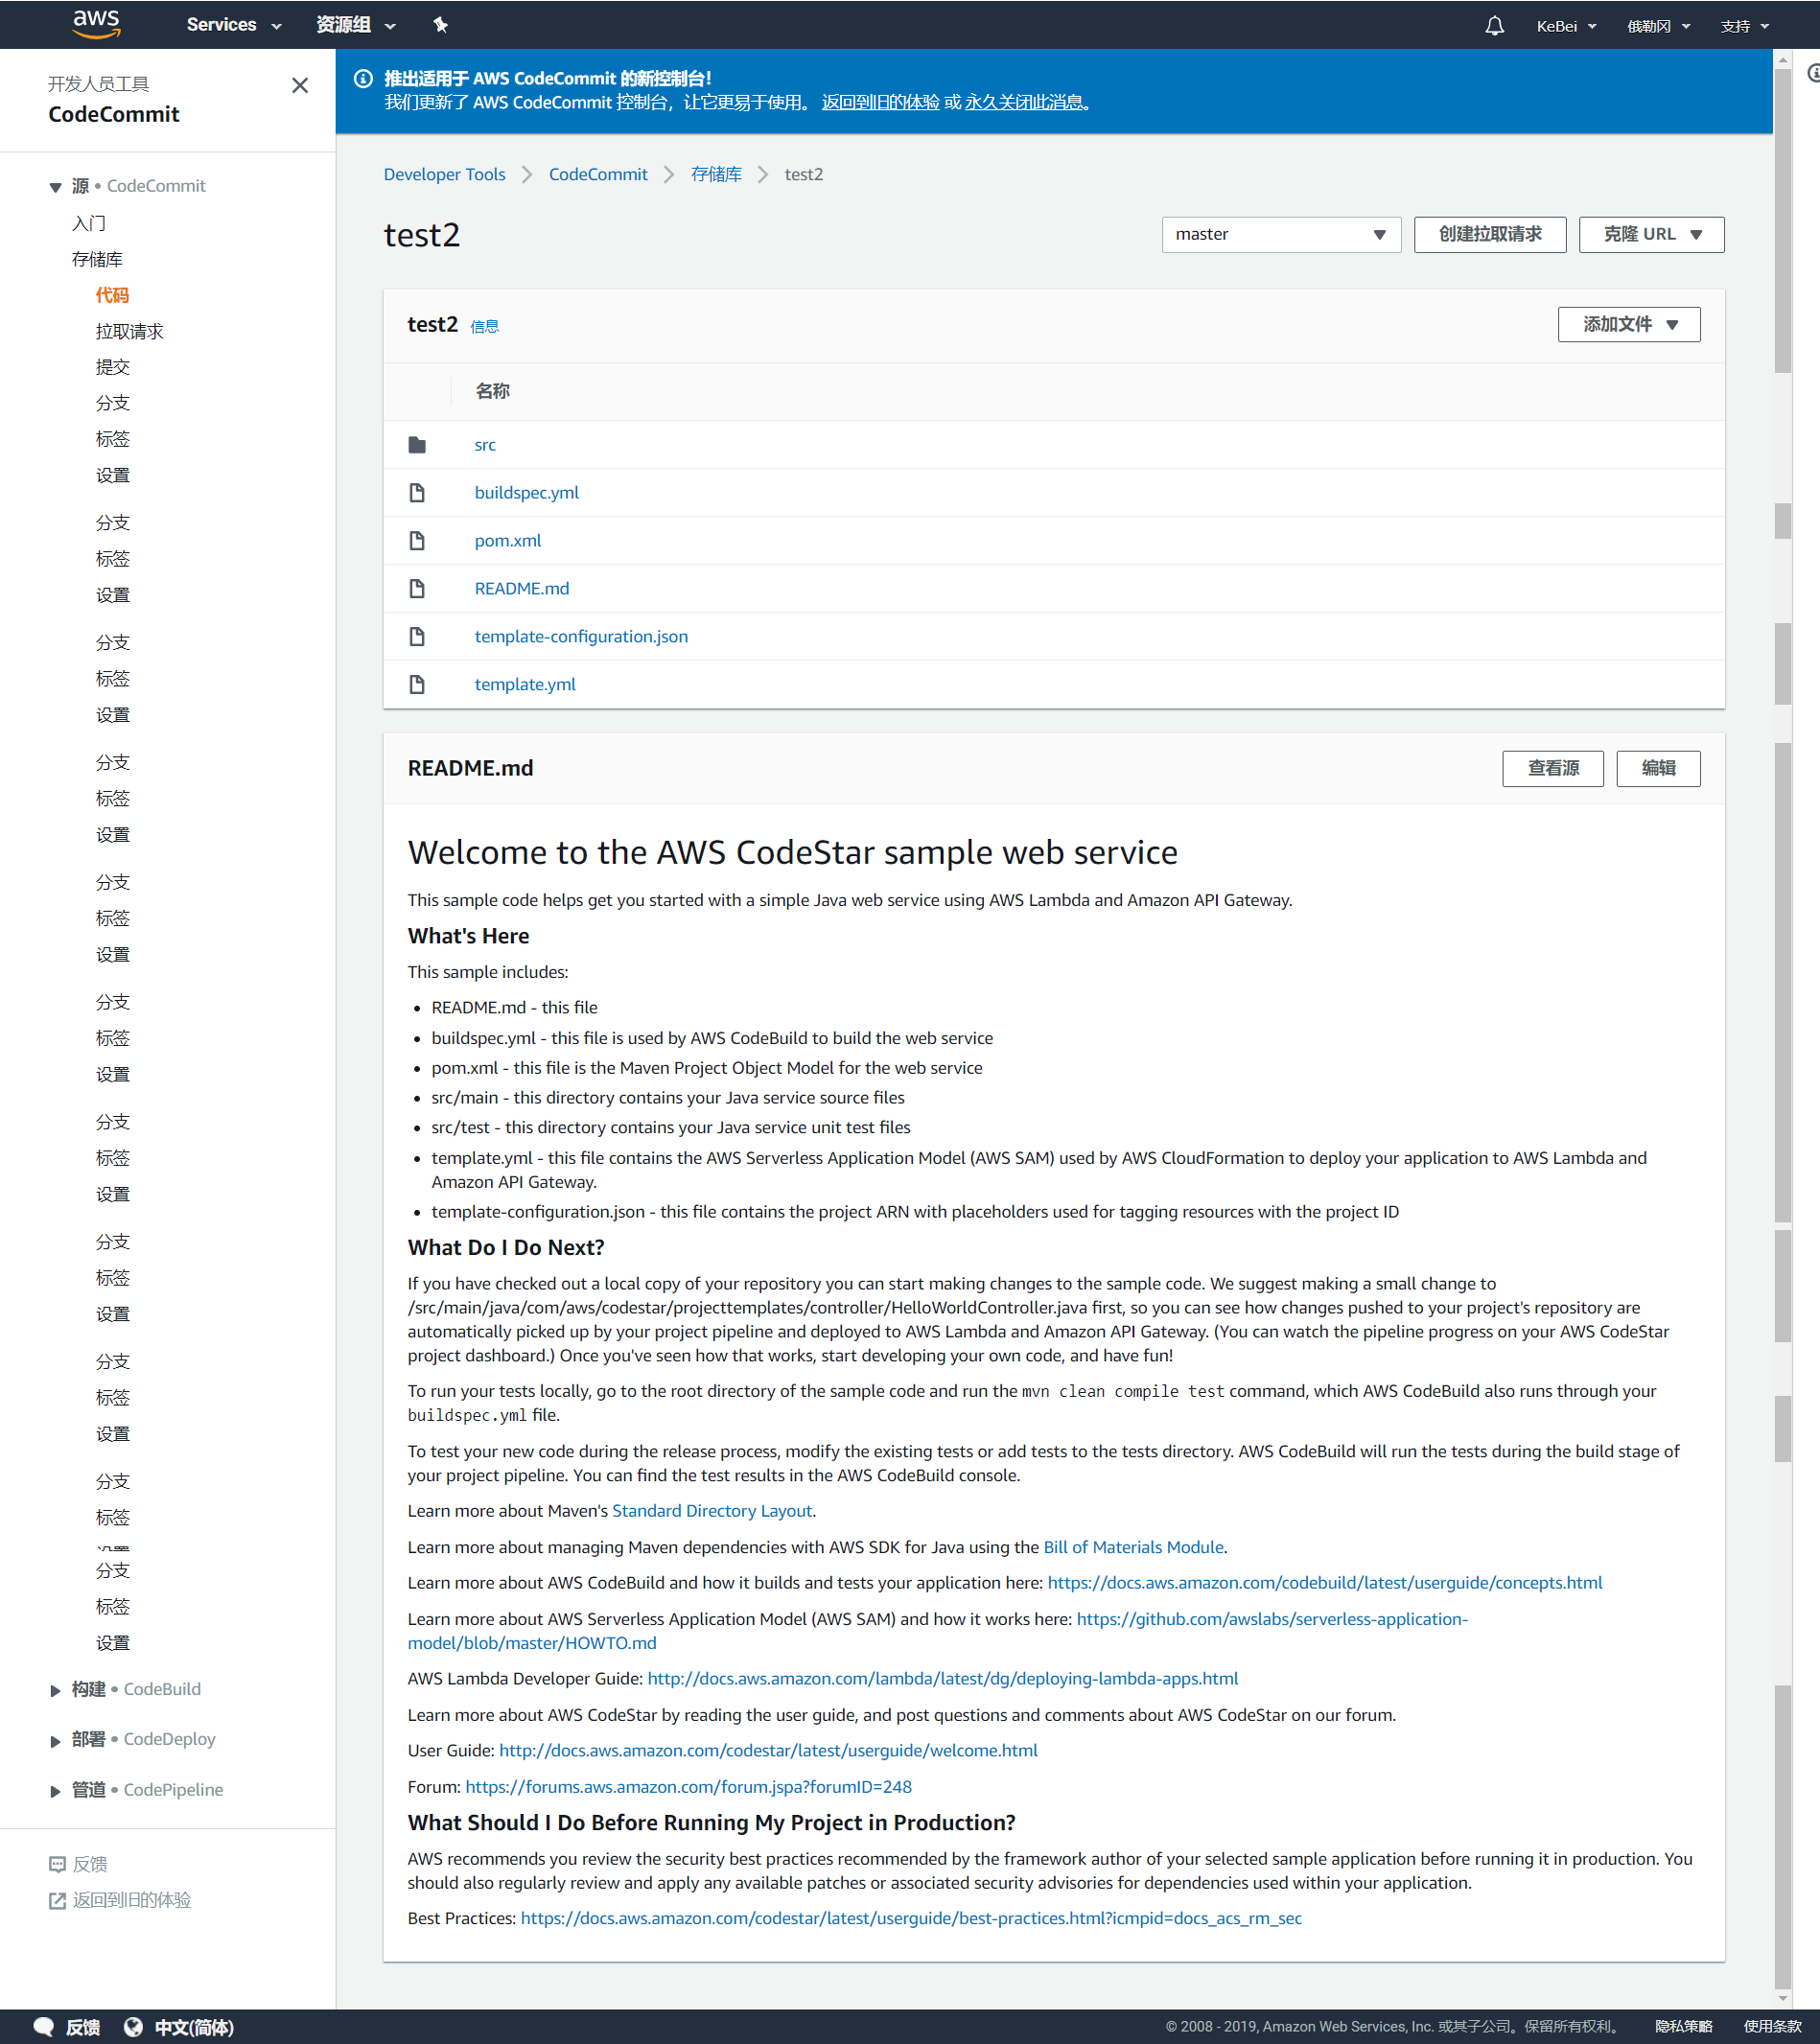 aws Services 资源组 KeBei 俄勒冈 支持
开发人员工具
CodeCommit
源 • CodeCommit
入门
存储库
代码
拉取请求
提交
分支
标签
设置
分支
标签
设置
分支
标签
设置
分支
标签
设置
分支
标签
设置
分支
标签
设置
分支
标签
设置
分支
标签
设置
分支
标签
设置
分支
标签
分支
标签
设置
构建 • CodeBuild
部署 • CodeDeploy
管道 • CodePipeline
反馈
返回到旧的体验
推出适用于 AWS CodeCommit 的新控制台!
我们更新了 AWS CodeCommit 控制台，让它更易于使用。 返回到旧的体验 或 永久关闭此消息。
Developer Tools CodeCommit 存储库 test2
test2 master 创建拉取请求 克隆 URL
test2 信息 添加文件
名称
src
buildspec.yml
pom.xml
README.md
template-configuration.json
template.yml
README.md 查看源 编辑
Welcome to the AWS CodeStar sample web service
This sample code helps get you started with a simple Java web service using AWS Lambda and Amazon API Gateway.
What's Here
This sample includes:
• README.md - this file
• buildspec.yml - this file is used by AWS CodeBuild to build the web service
• pom.xml - this file is the Maven Project Object Model for the web service
• src/main - this directory contains your Java service source files
• src/test - this directory contains your Java service unit test files
• template.yml - this file contains the AWS Serverless Application Model (AWS SAM) used by AWS CloudFormation to deploy your application to AWS Lambda and
Amazon API Gateway.
• template-configuration.json - this file contains the project ARN with placeholders used for tagging resources with the project ID
What Do I Do Next?
If you have checked out a local copy of your repository you can start making changes to the sample code. We suggest making a small change to
/src/main/java/com/aws/codestar/projecttemplates/controller/HelloWorldController.java first, so you can see how changes pushed to your project's repository are
automatically picked up by your project pipeline and deployed to AWS Lambda and Amazon API Gateway. (You can watch the pipeline progress on your AWS CodeStar
project dashboard.) Once you've seen how that works, start developing your own code, and have fun!
To run your tests locally, go to the root directory of the sample code and run the mvn clean compile test command, which AWS CodeBuild also runs through your
buildspec.yml file.
To test your new code during the release process, modify the existing tests or add tests to the tests directory. AWS CodeBuild will run the tests during the build stage of
your project pipeline. You can find the test results in the AWS CodeBuild console.
Learn more about Maven's Standard Directory Layout.
Learn more about managing Maven dependencies with AWS SDK for Java using the Bill of Materials Module.
Learn more about AWS CodeBuild and how it builds and tests your application here: https://docs.aws.amazon.com/codebuild/latest/userguide/concepts.html
Learn more about AWS Serverless Application Model (AWS SAM) and how it works here: https://github.com/awslabs/serverless-application-
model/blob/master/HOWTO.md
AWS Lambda Developer Guide: http://docs.aws.amazon.com/lambda/latest/dg/deploying-lambda-apps.html
Learn more about AWS CodeStar by reading the user guide, and post questions and comments about AWS CodeStar on our forum.
User Guide: http://docs.aws.amazon.com/codestar/latest/userguide/welcome.html
Forum: https://forums.aws.amazon.com/forum.jspa?forumID=248
What Should I Do Before Running My Project in Production?
AWS recommends you review the security best practices recommended by the framework author of your selected sample application before running it in production. You
should also regularly review and apply any available patches or associated security advisories for dependencies used within your application.
Best Practices: https://docs.aws.amazon.com/codestar/latest/userguide/best-practices.html?icmpid=docs_acs_rm_sec
反馈 中文(简体) © 2008 - 2019, Amazon Web Services, Inc. 或其子公司。保留所有权利。 隐私策略 使用条款